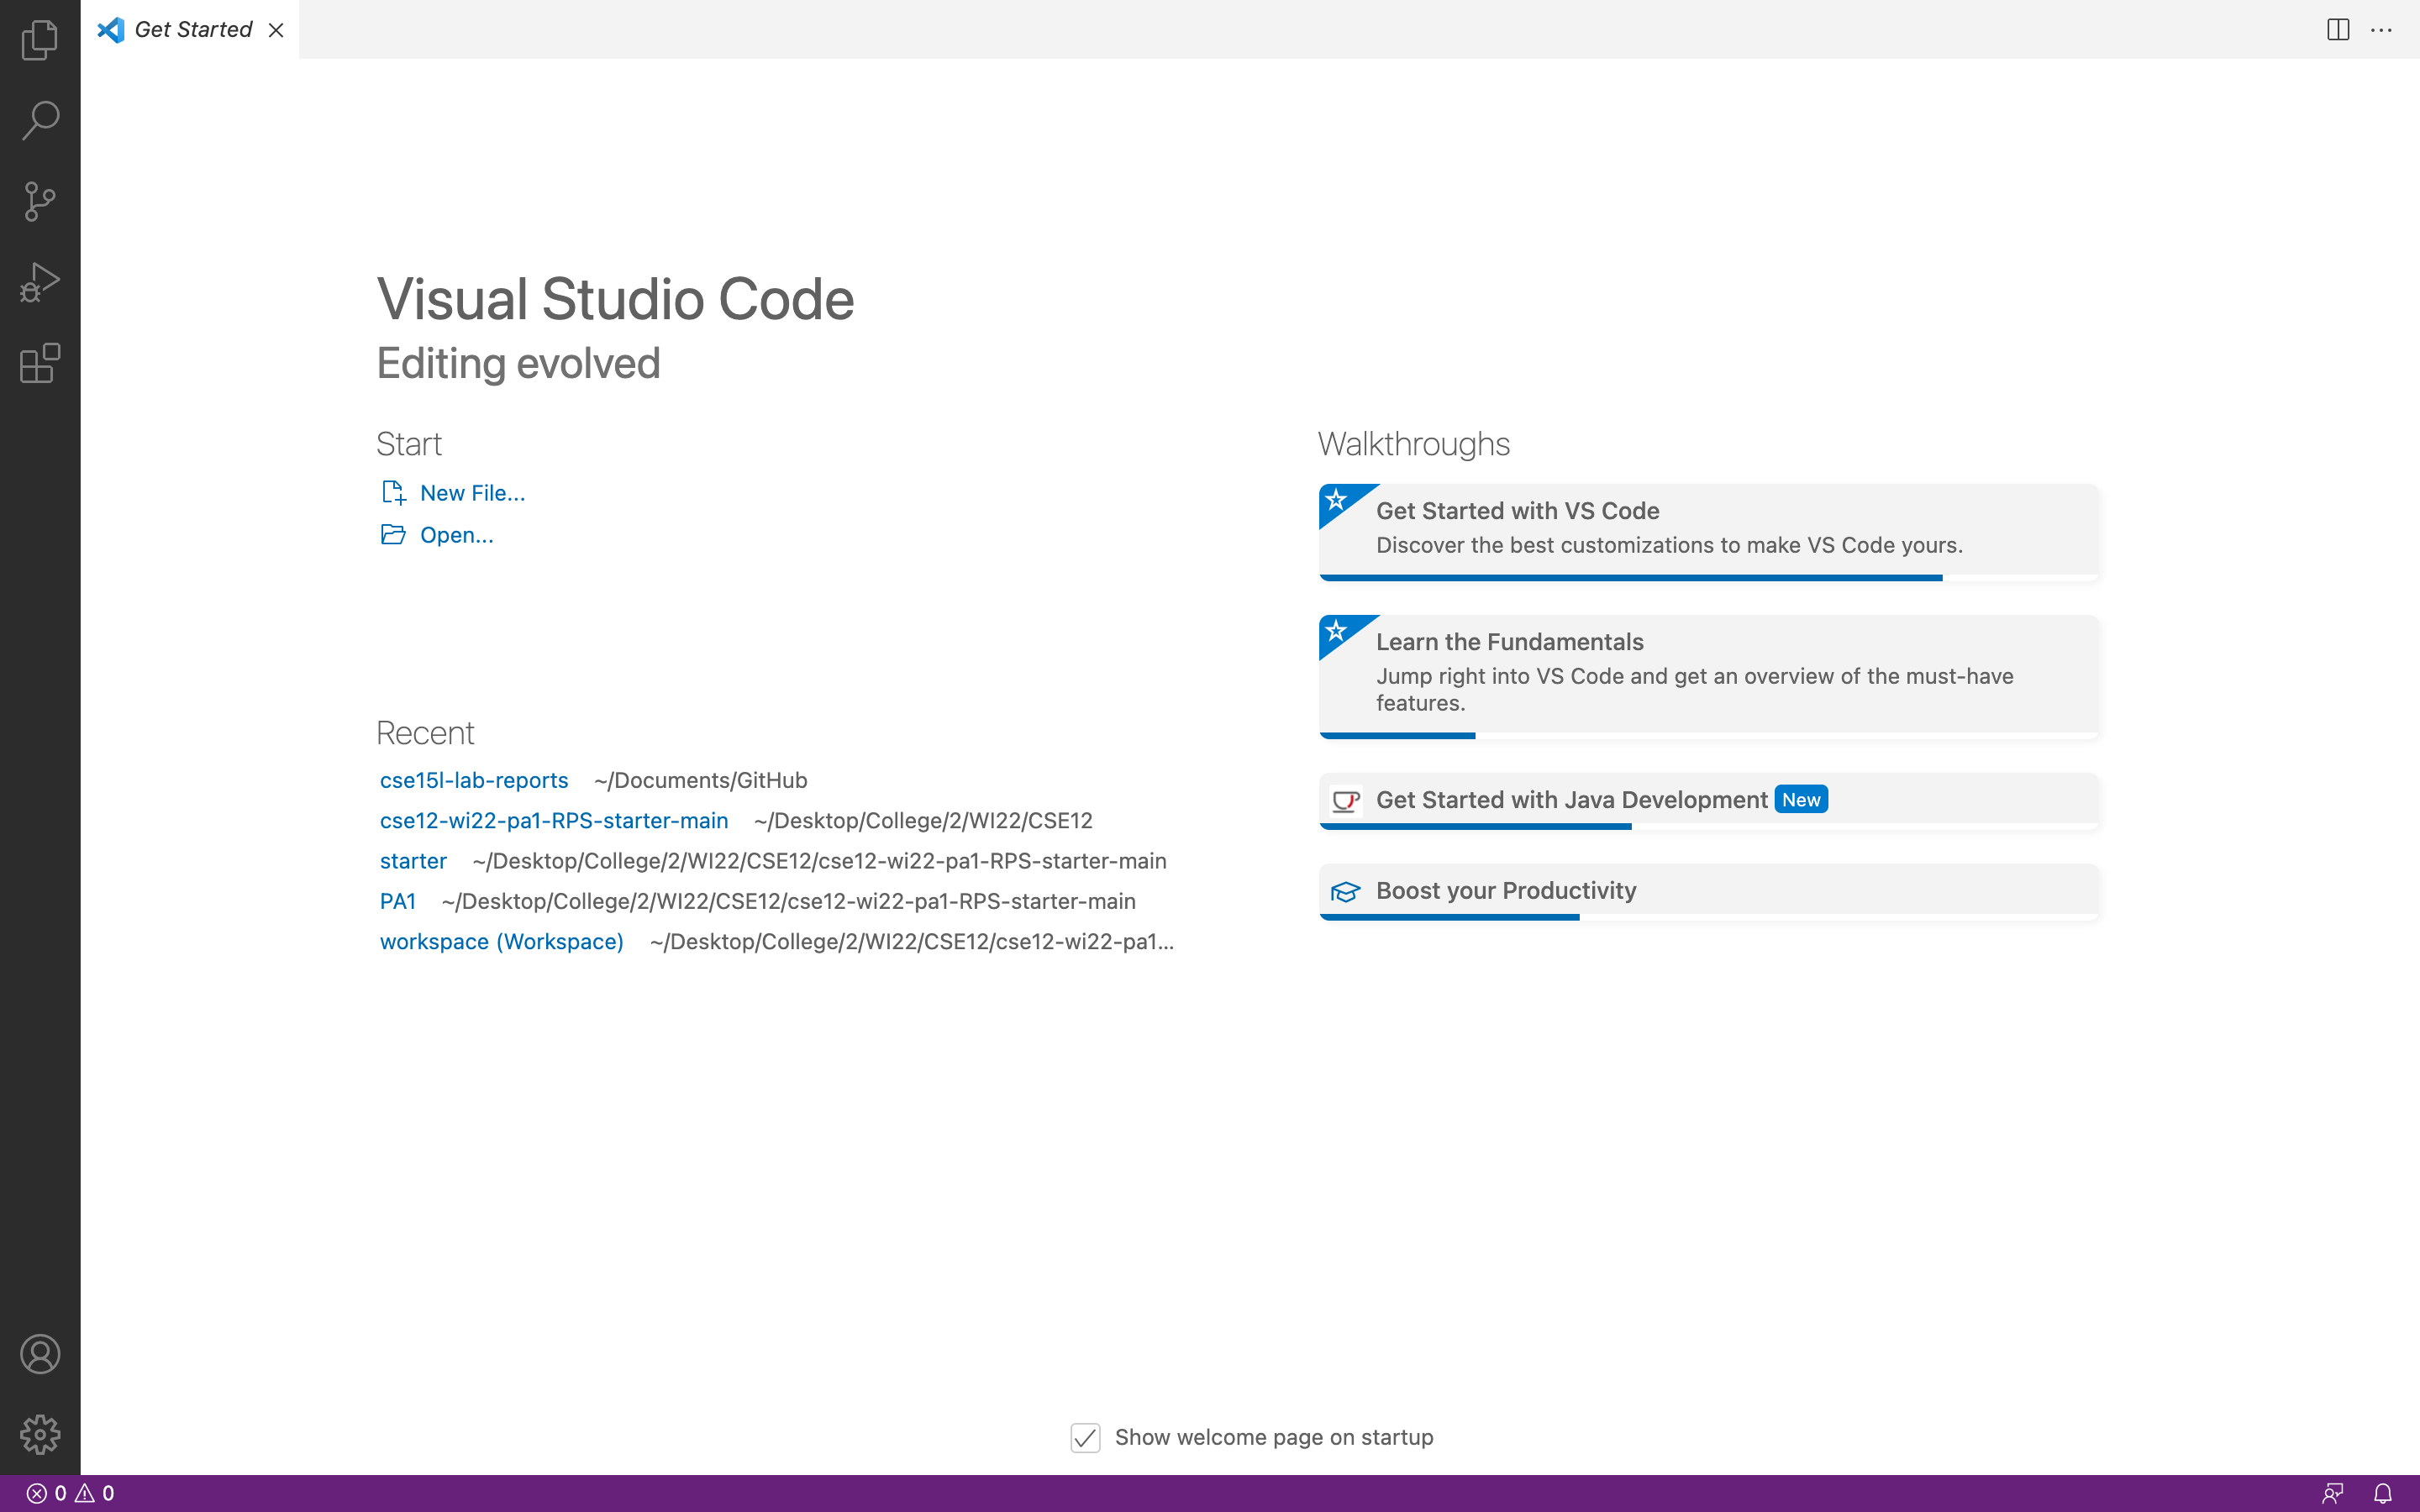 Get Started
Visual Studio Code
Editing evolved
Start
New File...
Open...
Recent
cse15l-lab-reports ~/Documents/GitHub
cse12-wi22-pa1-RPS-starter-main ~/Desktop/College/2/WI22/CSE12
starter ~/Desktop/College/2/WI22/CSE12/cse12-wi22-pa1-RPS-starter-main
PA1 ~/Desktop/College/2/WI22/CSE12/cse12-wi22-pa1-RPS-starter-main
workspace (Workspace) ~/Desktop/College/2/WI22/CSE12/cse12-wi22-pa1...
Walkthroughs
Get Started with VS Code
Discover the best customizations to make VS Code yours.
Learn the Fundamentals
Jump right into VS Code and get an overview of the must-have
features.
Get Started with Java Development New
Boost your Productivity
Show welcome page on startup
0 0